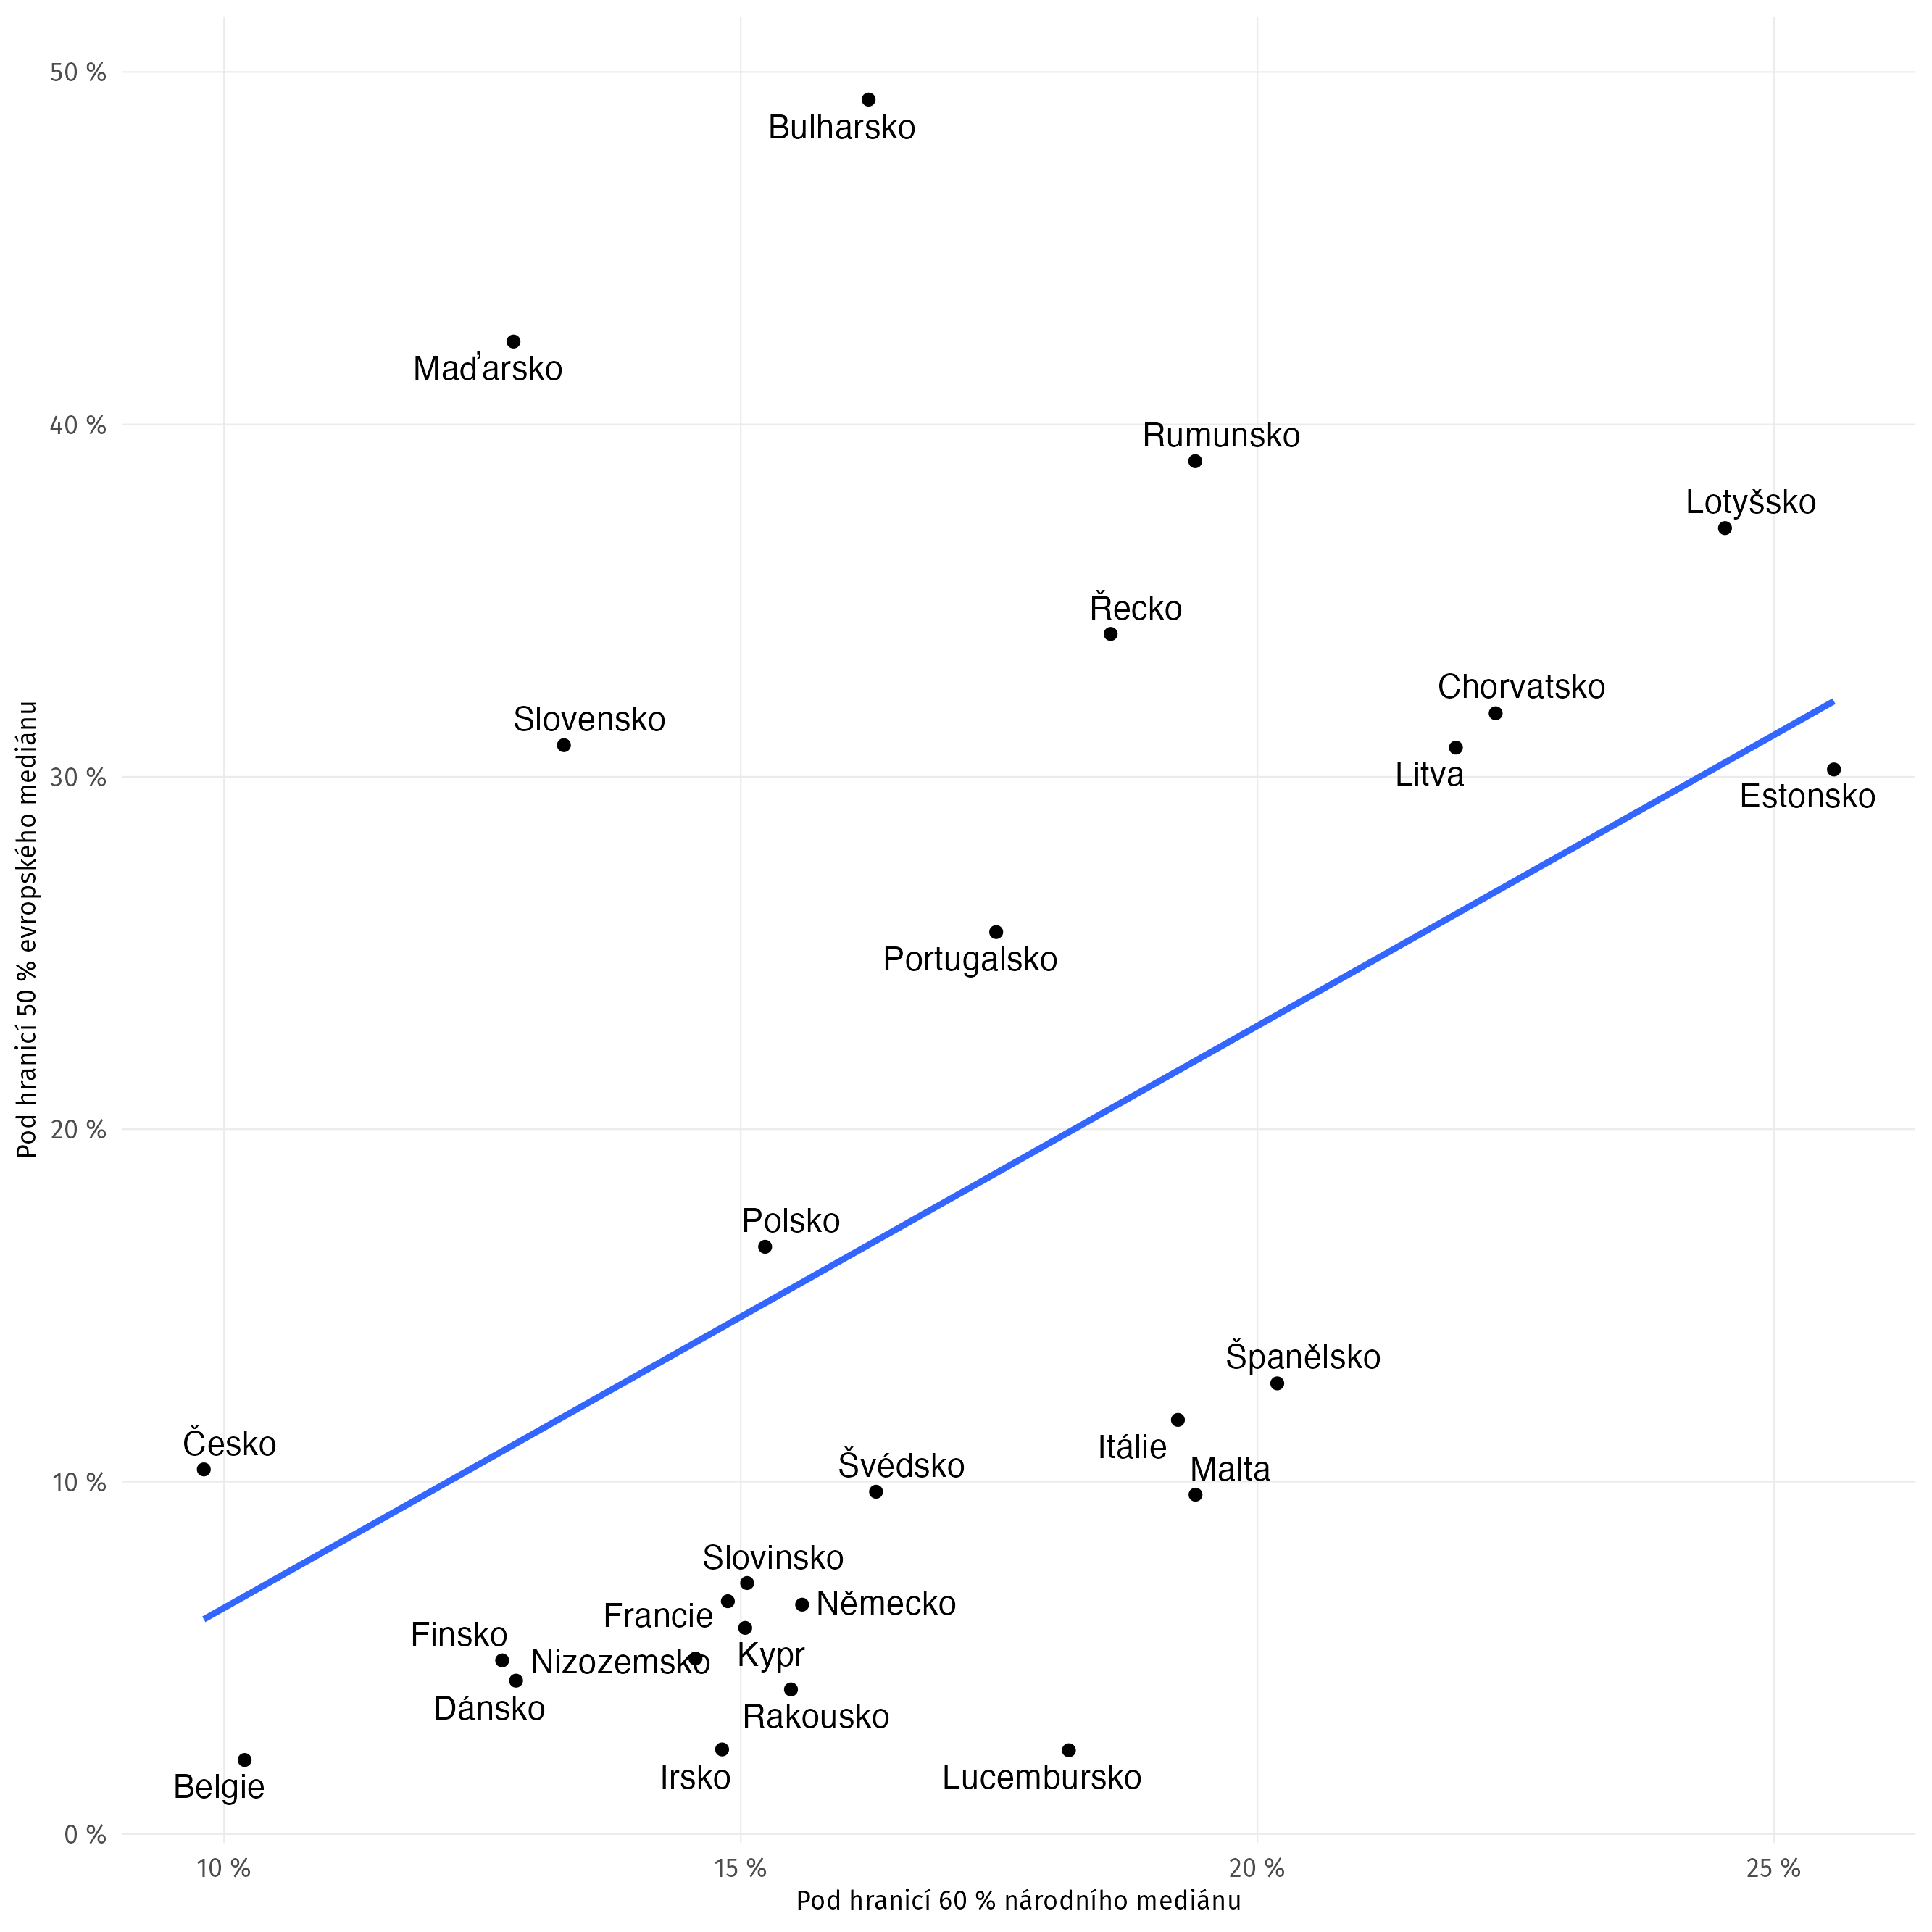 50 %
Bulharsko
Maďarsko
40 %
Rumunsko
Lotyšsko
Řecko
Chorvatsko
Slovensko
30 %
Litva
Estonsko
Portugalsko
Pod hranicí 50 % evropského mediánu
20 %
Polsko
Španělsko
Česko
Itálie
Švédsko
Malta
10 %
Slovinsko
Německo
Francie
Finsko
Nizozemsko
Kypr
Dánsko
Rakousko
Irsko
Lucembursko
Belgie
0 %
10 %
15 %
20 %
25 %
Pod hranicí 60 % národního mediánu